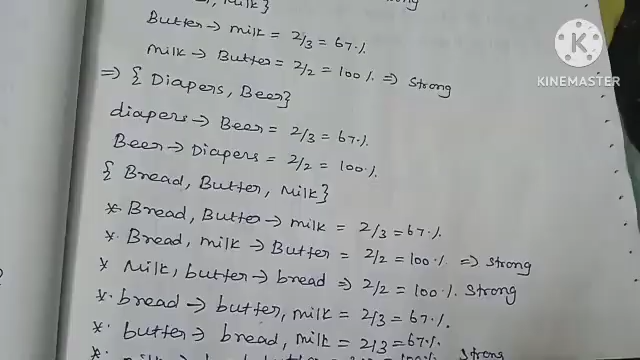 Milk}
Strong
Butter → milk = 2/3 = 67.%
milk → Butter = 2/2 = 100% ⇒ Strong
⇒ { Diapers, Beer}
diapers → Beer = 2/3 = 67.%
Beer → Diapers = 2/2 = 100.%
{ Bread, Butter, Milk}
* Bread, Butter → milk = 2/3 = 67.%
* Bread, milk → Butter = 2/2 = 100.% ⇒ Strong
* Milk, butter → bread ⇒ 2/2 = 100.% Strong
* bread → butter, milk = 2/3 = 67.%
* butter → bread, milk = 2/3 = 67.%
KINEMASTER